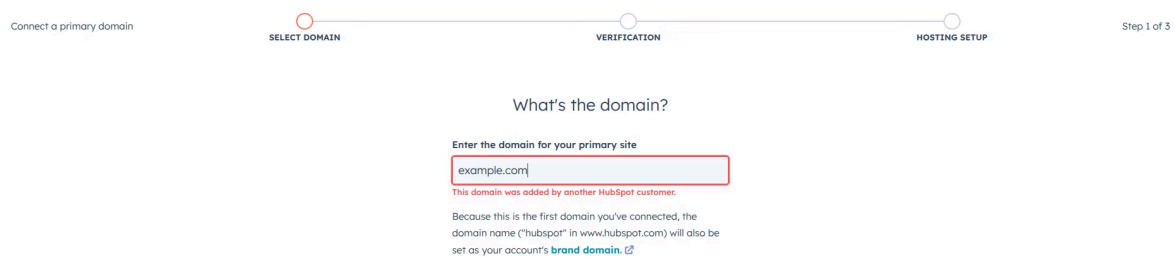 Connect a primary domain
SELECT DOMAIN
VERIFICATION
HOSTING SETUP
Step 1 of 3
What's the domain?
Enter the domain for your primary site
example.com
This domain was added by another HubSpot customer.
Because this is the first domain you've connected, the
domain name ("hubspot" in www.hubspot.com) will also be
set as your account's brand domain.